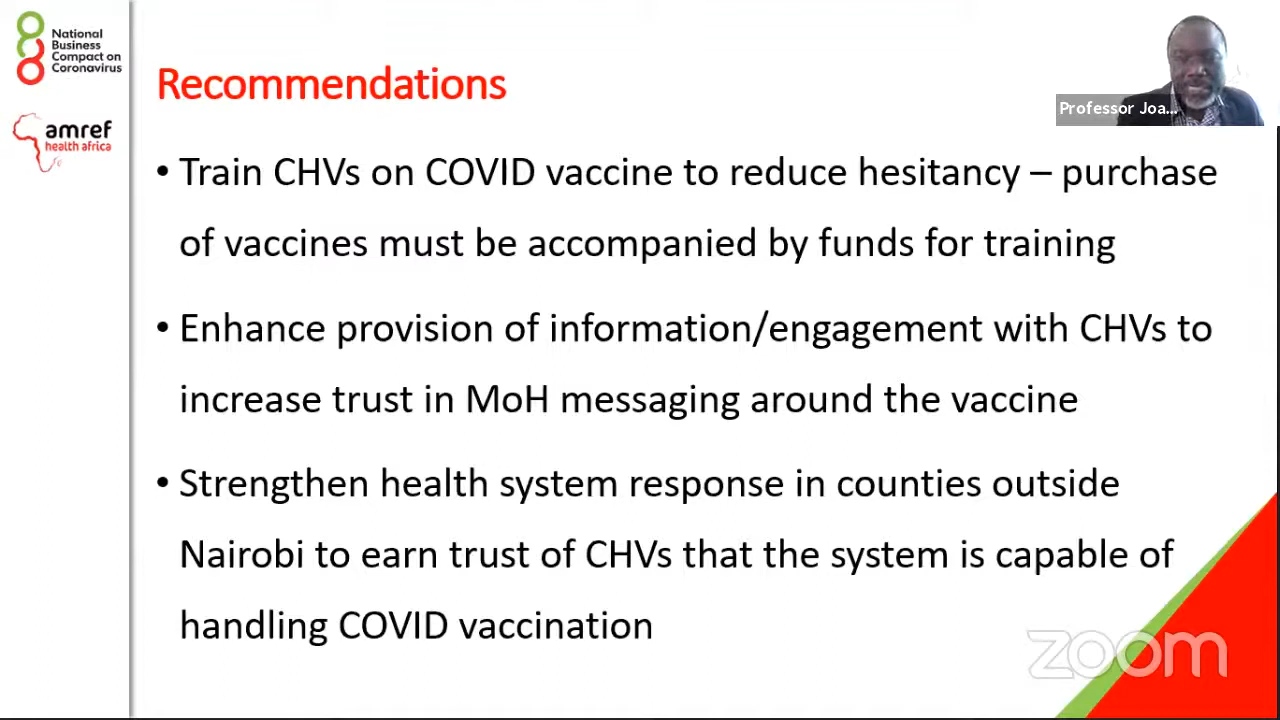 National
Business
Compact on
Coronavirus
amref
health africa
Recommendations
Professor Joa...
• Train CHVs on COVID vaccine to reduce hesitancy – purchase
of vaccines must be accompanied by funds for training
• Enhance provision of information/engagement with CHVs to
increase trust in MoH messaging around the vaccine
• Strengthen health system response in counties outside
Nairobi to earn trust of CHVs that the system is capable of
handling COVID vaccination
zoom